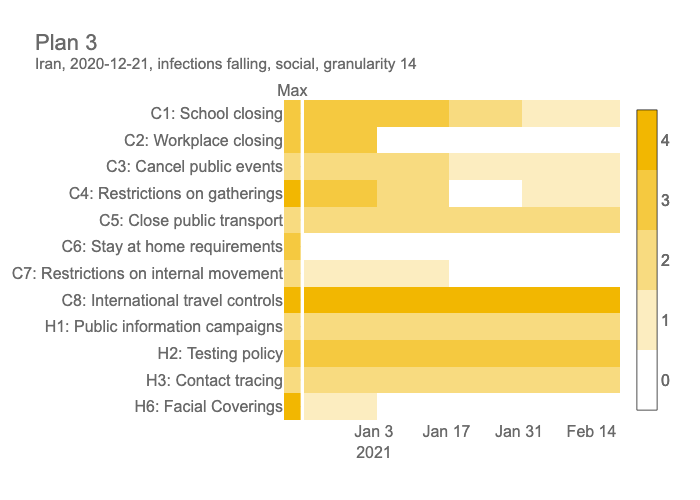 Plan 3
Iran, 2020-12-21, infections falling, social, granularity 14
Max
C1: School closing
C2: Workplace closing
C3: Cancel public events
C4: Restrictions on gatherings
C5: Close public transport
C6: Stay at home requirements
C7: Restrictions on internal movement
C8: International travel controls
H1: Public information campaigns
H2: Testing policy
H3: Contact tracing
H6: Facial Coverings
4
3
2
1
0
Jan 3 Jan 17 Jan 31 Feb 14
2021